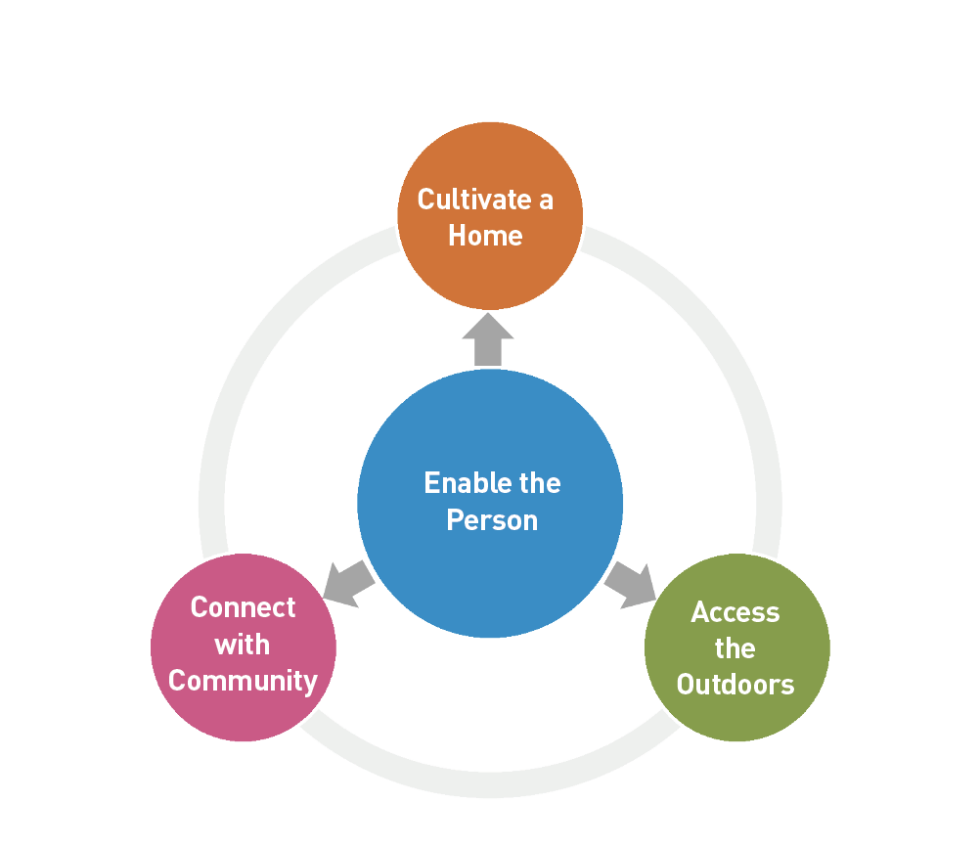 Cultivate a
Home
Enable the
Person
Connect
with
Community
Access
the
Outdoors